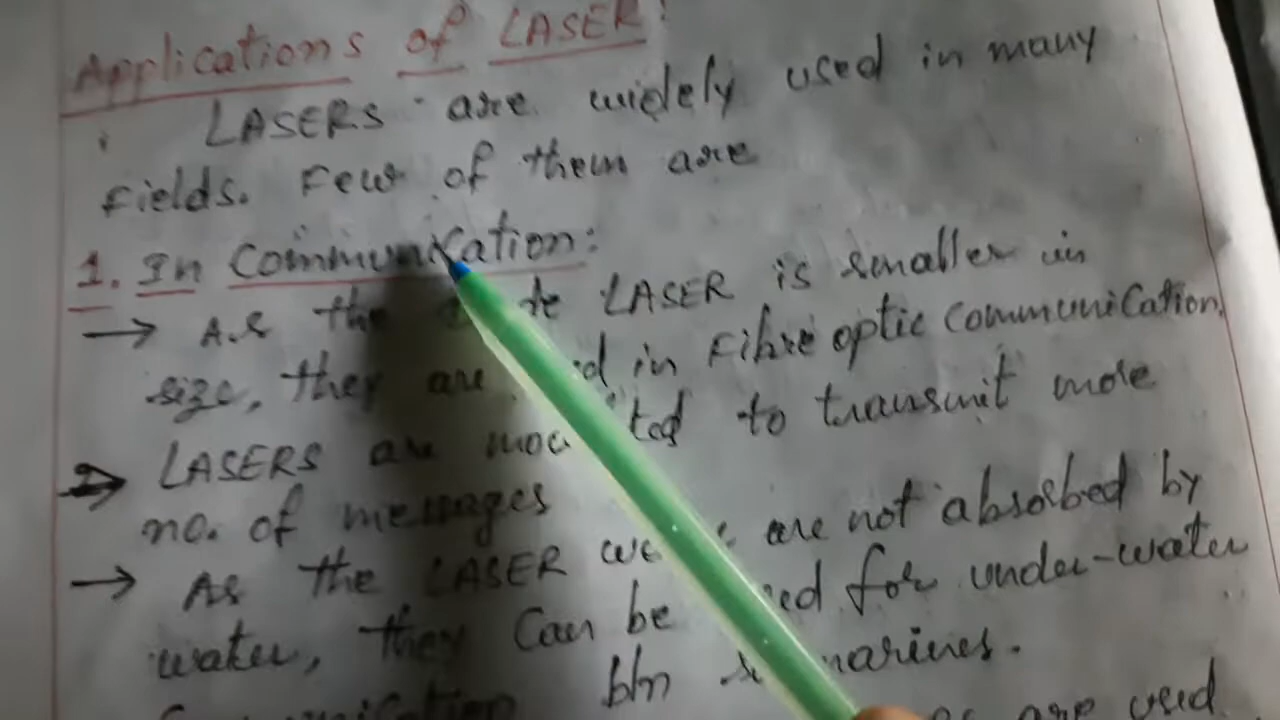 Applications of LASER:
LASERS are widely used in many
fields. Few of them are
1. In Communication:
→ As the LASER is smaller in
size, they are in Fibre optic communication.
→ LASERS are to transmit more
no. of messages
→ As the LASER are not absorbed by
water, they can be for under-water
btn
are used